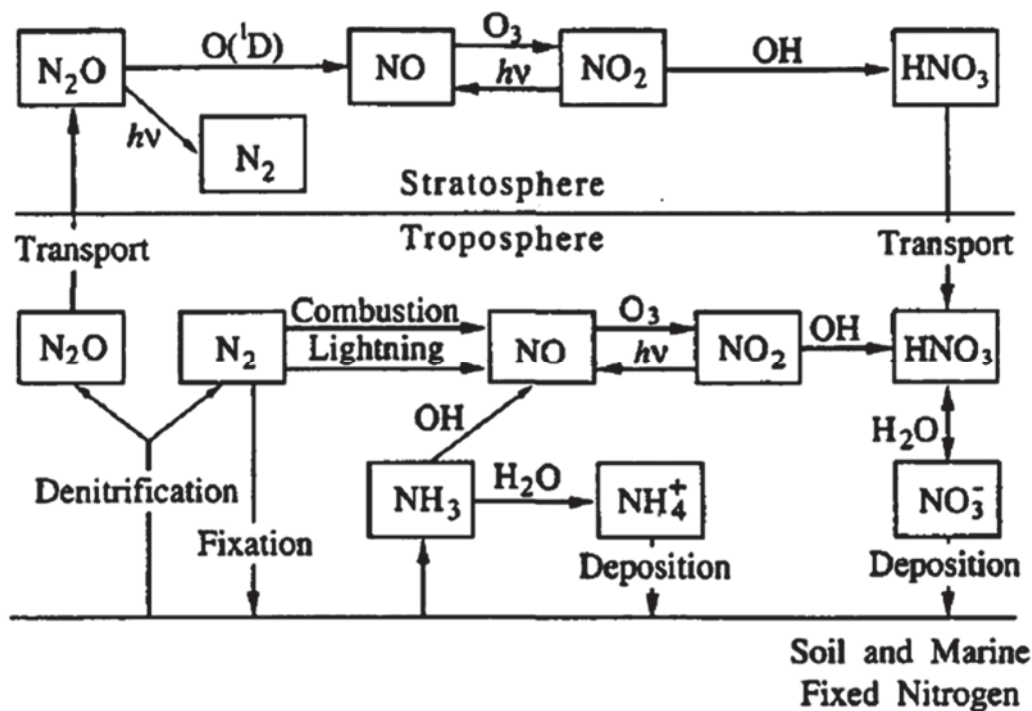 O(¹D)
O₃
OH
N₂O
NO
NO₂
HNO₃
hν
hν
N₂
Stratosphere
Troposphere
Transport
Transport
Combustion
O₃
OH
N₂O
N₂
Lightning
NO
hν
NO₂
HNO₃
OH
H₂O
H₂O
Denitrification
NH₃
NH₄⁺
NO₃⁻
Fixation
Deposition
Deposition
Soil and Marine
Fixed Nitrogen